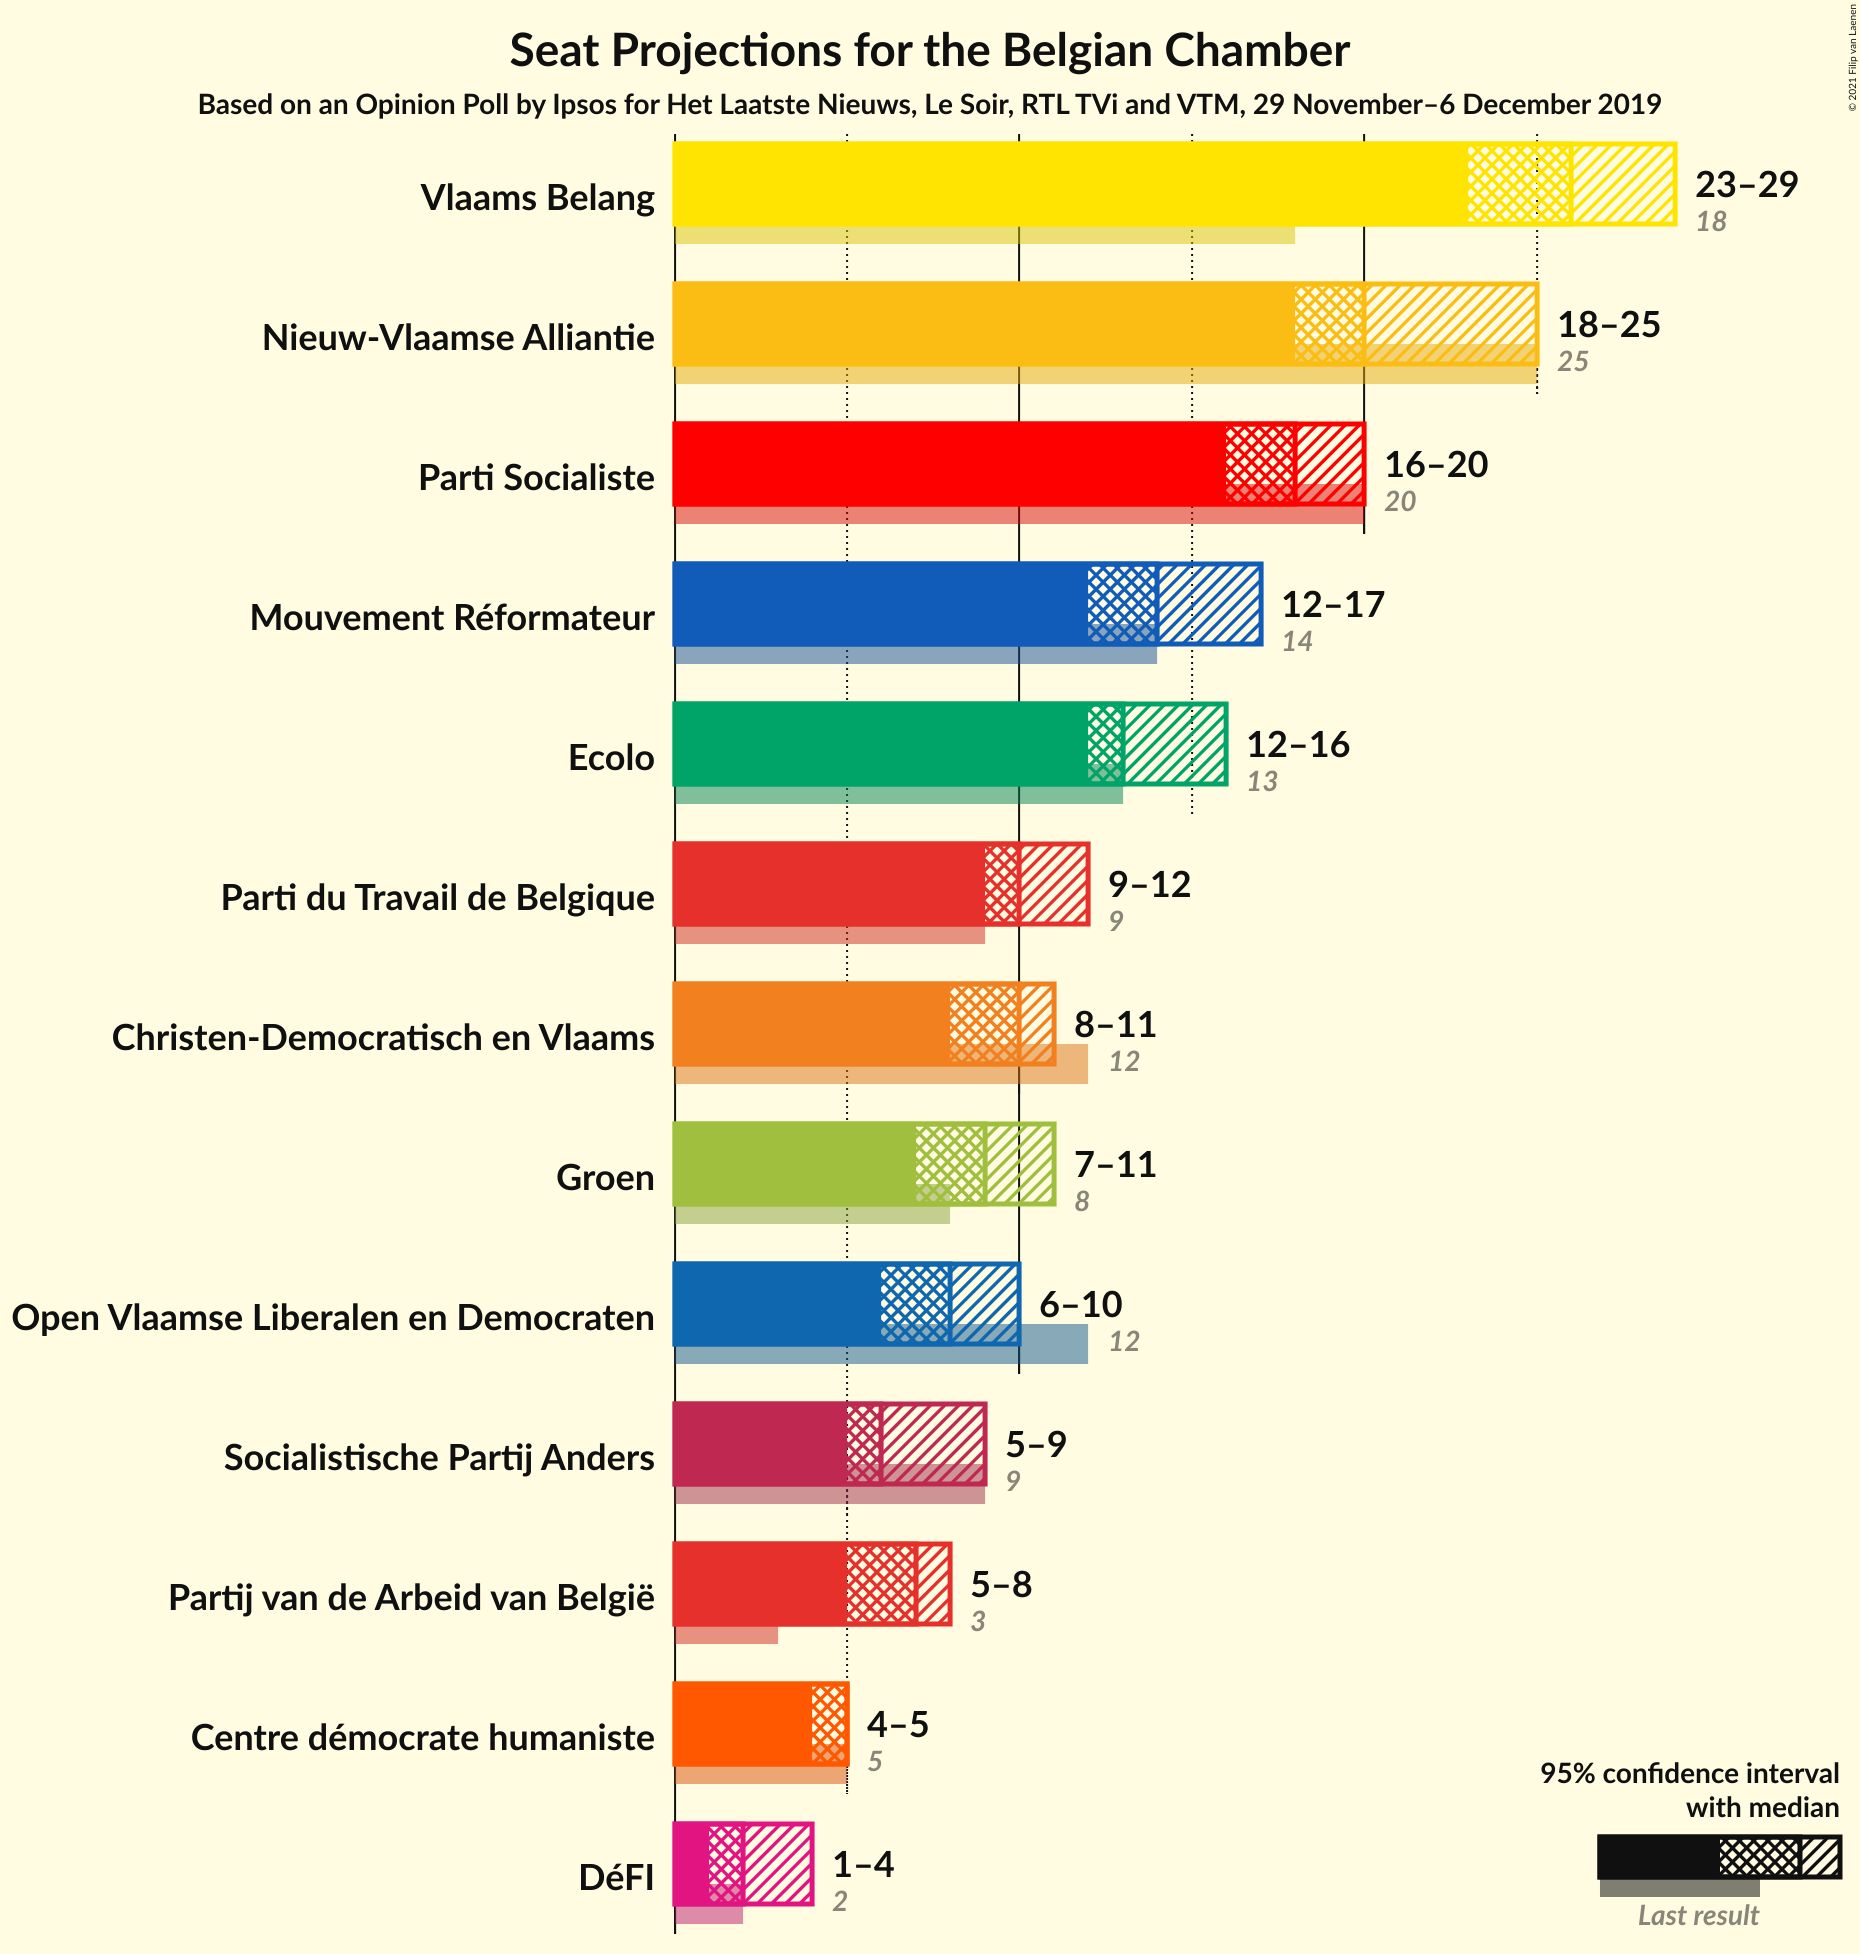 Seat Projections for the Belgian Chamber
Based on an Opinion Poll by Ipsos for Het Laatste Nieuws, Le Soir, RTL TVi and VTM, 29 November–6 December 2019
© 2021 Filip van Laenen
Vlaams Belang
23–29
18
Nieuw-Vlaamse Alliantie
18–25
25
Parti Socialiste
16–20
20
Mouvement Réformateur
12–17
14
Ecolo
12–16
13
Parti du Travail de Belgique
9–12
9
Christen-Democratisch en Vlaams
8–11
12
Groen
7–11
8
Open Vlaamse Liberalen en Democraten
6–10
12
Socialistische Partij Anders
5–9
9
Partij van de Arbeid van België
5–8
3
Centre démocrate humaniste
4–5
5
DéFI
1–4
2
95% confidence interval
with median
Last result